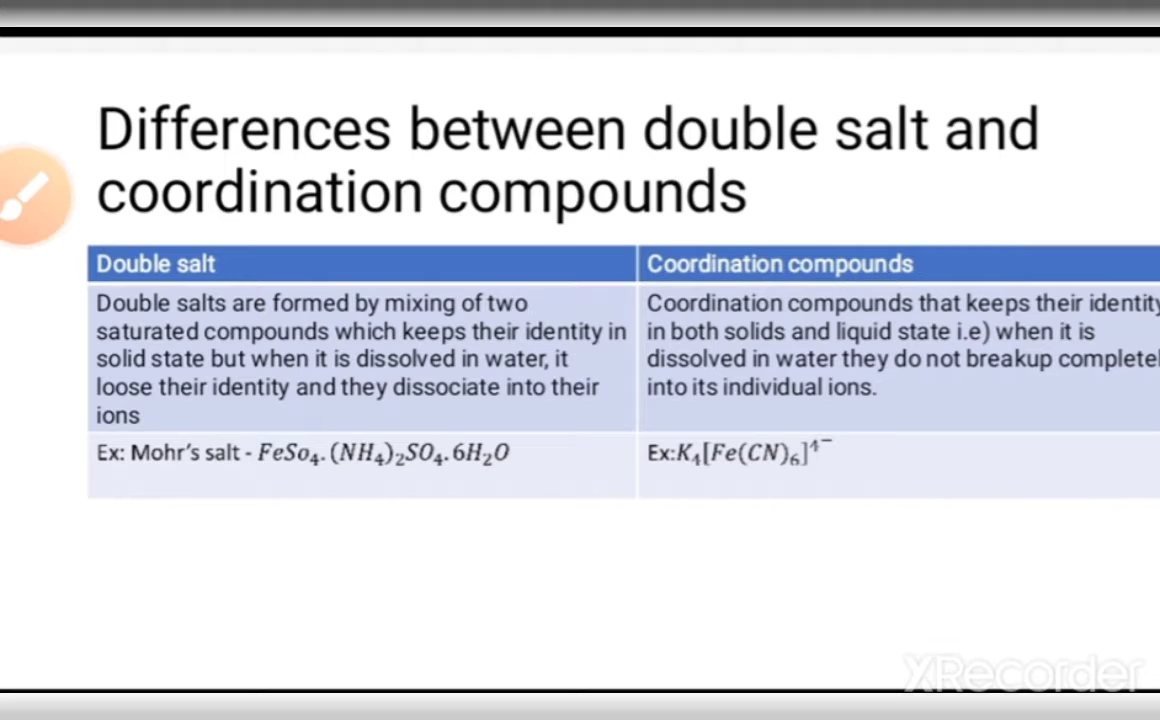 Differences between double salt and
coordination compounds
Double salt
Coordination compounds
Double salts are formed by mixing of two
saturated compounds which keeps their identity in
solid state but when it is dissolved in water, it
loose their identity and they dissociate into their
ions
Coordination compounds that keeps their identity
in both solids and liquid state i.e) when it is
dissolved in water they do not breakup completel
into its individual ions.
Ex: Mohr's salt - FeSo₄.(NH₄)₂SO₄.6H₂O
Ex:K₄[Fe(CN)₆]⁴⁻
XRecorder